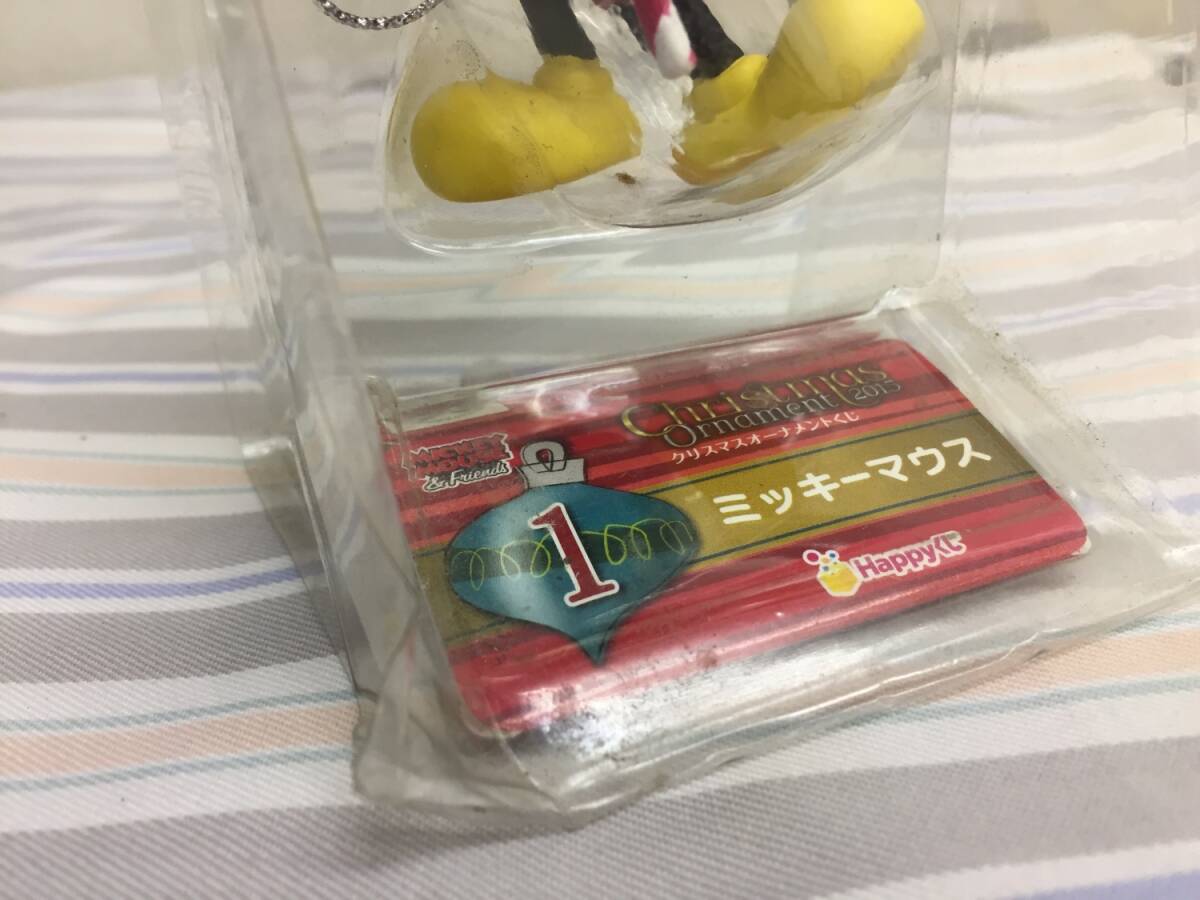 Christmas
Ornament 2015
クリスマスオーナメントくじ
MICKEY
MOUSE
& Friends
1
ミッキーマウス
Happyくじ